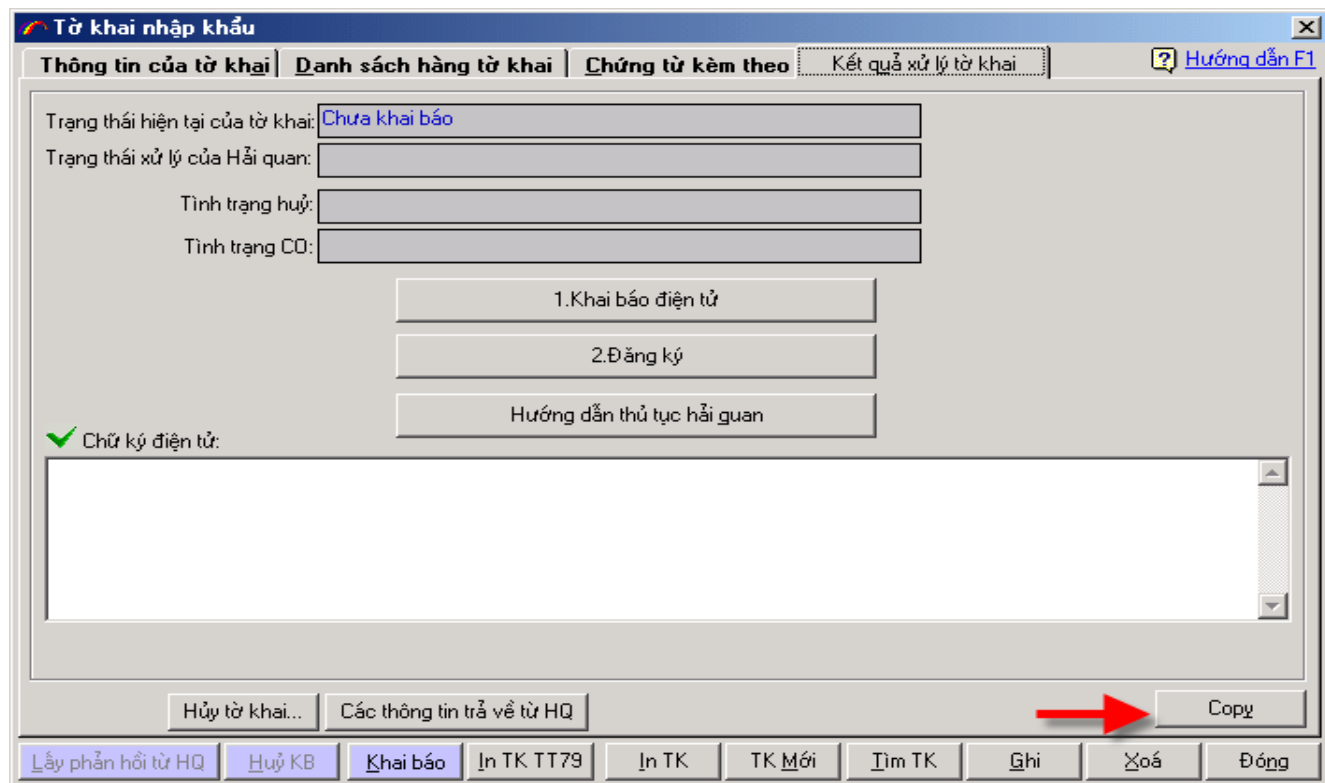 Tờ khai nhập khẩu
Thông tin của tờ khai Danh sách hàng tờ khai Chứng từ kèm theo Kết quả xử lý tờ khai Hướng dẫn F1
Trạng thái hiện tại của tờ khai: Chưa khai báo
Trạng thái xử lý của Hải quan:
Tình trạng huỷ:
Tình trạng CO:
1.Khai báo điện tử
2.Đăng ký
Hướng dẫn thủ tục hải quan
Chữ ký điện tử:
Hủy tờ khai... Các thông tin trả về từ HQ Copy
Lấy phản hồi từ HQ Huỷ KB Khai báo In TK TT79 In TK TK Mới Tìm TK Ghi Xoá Đóng